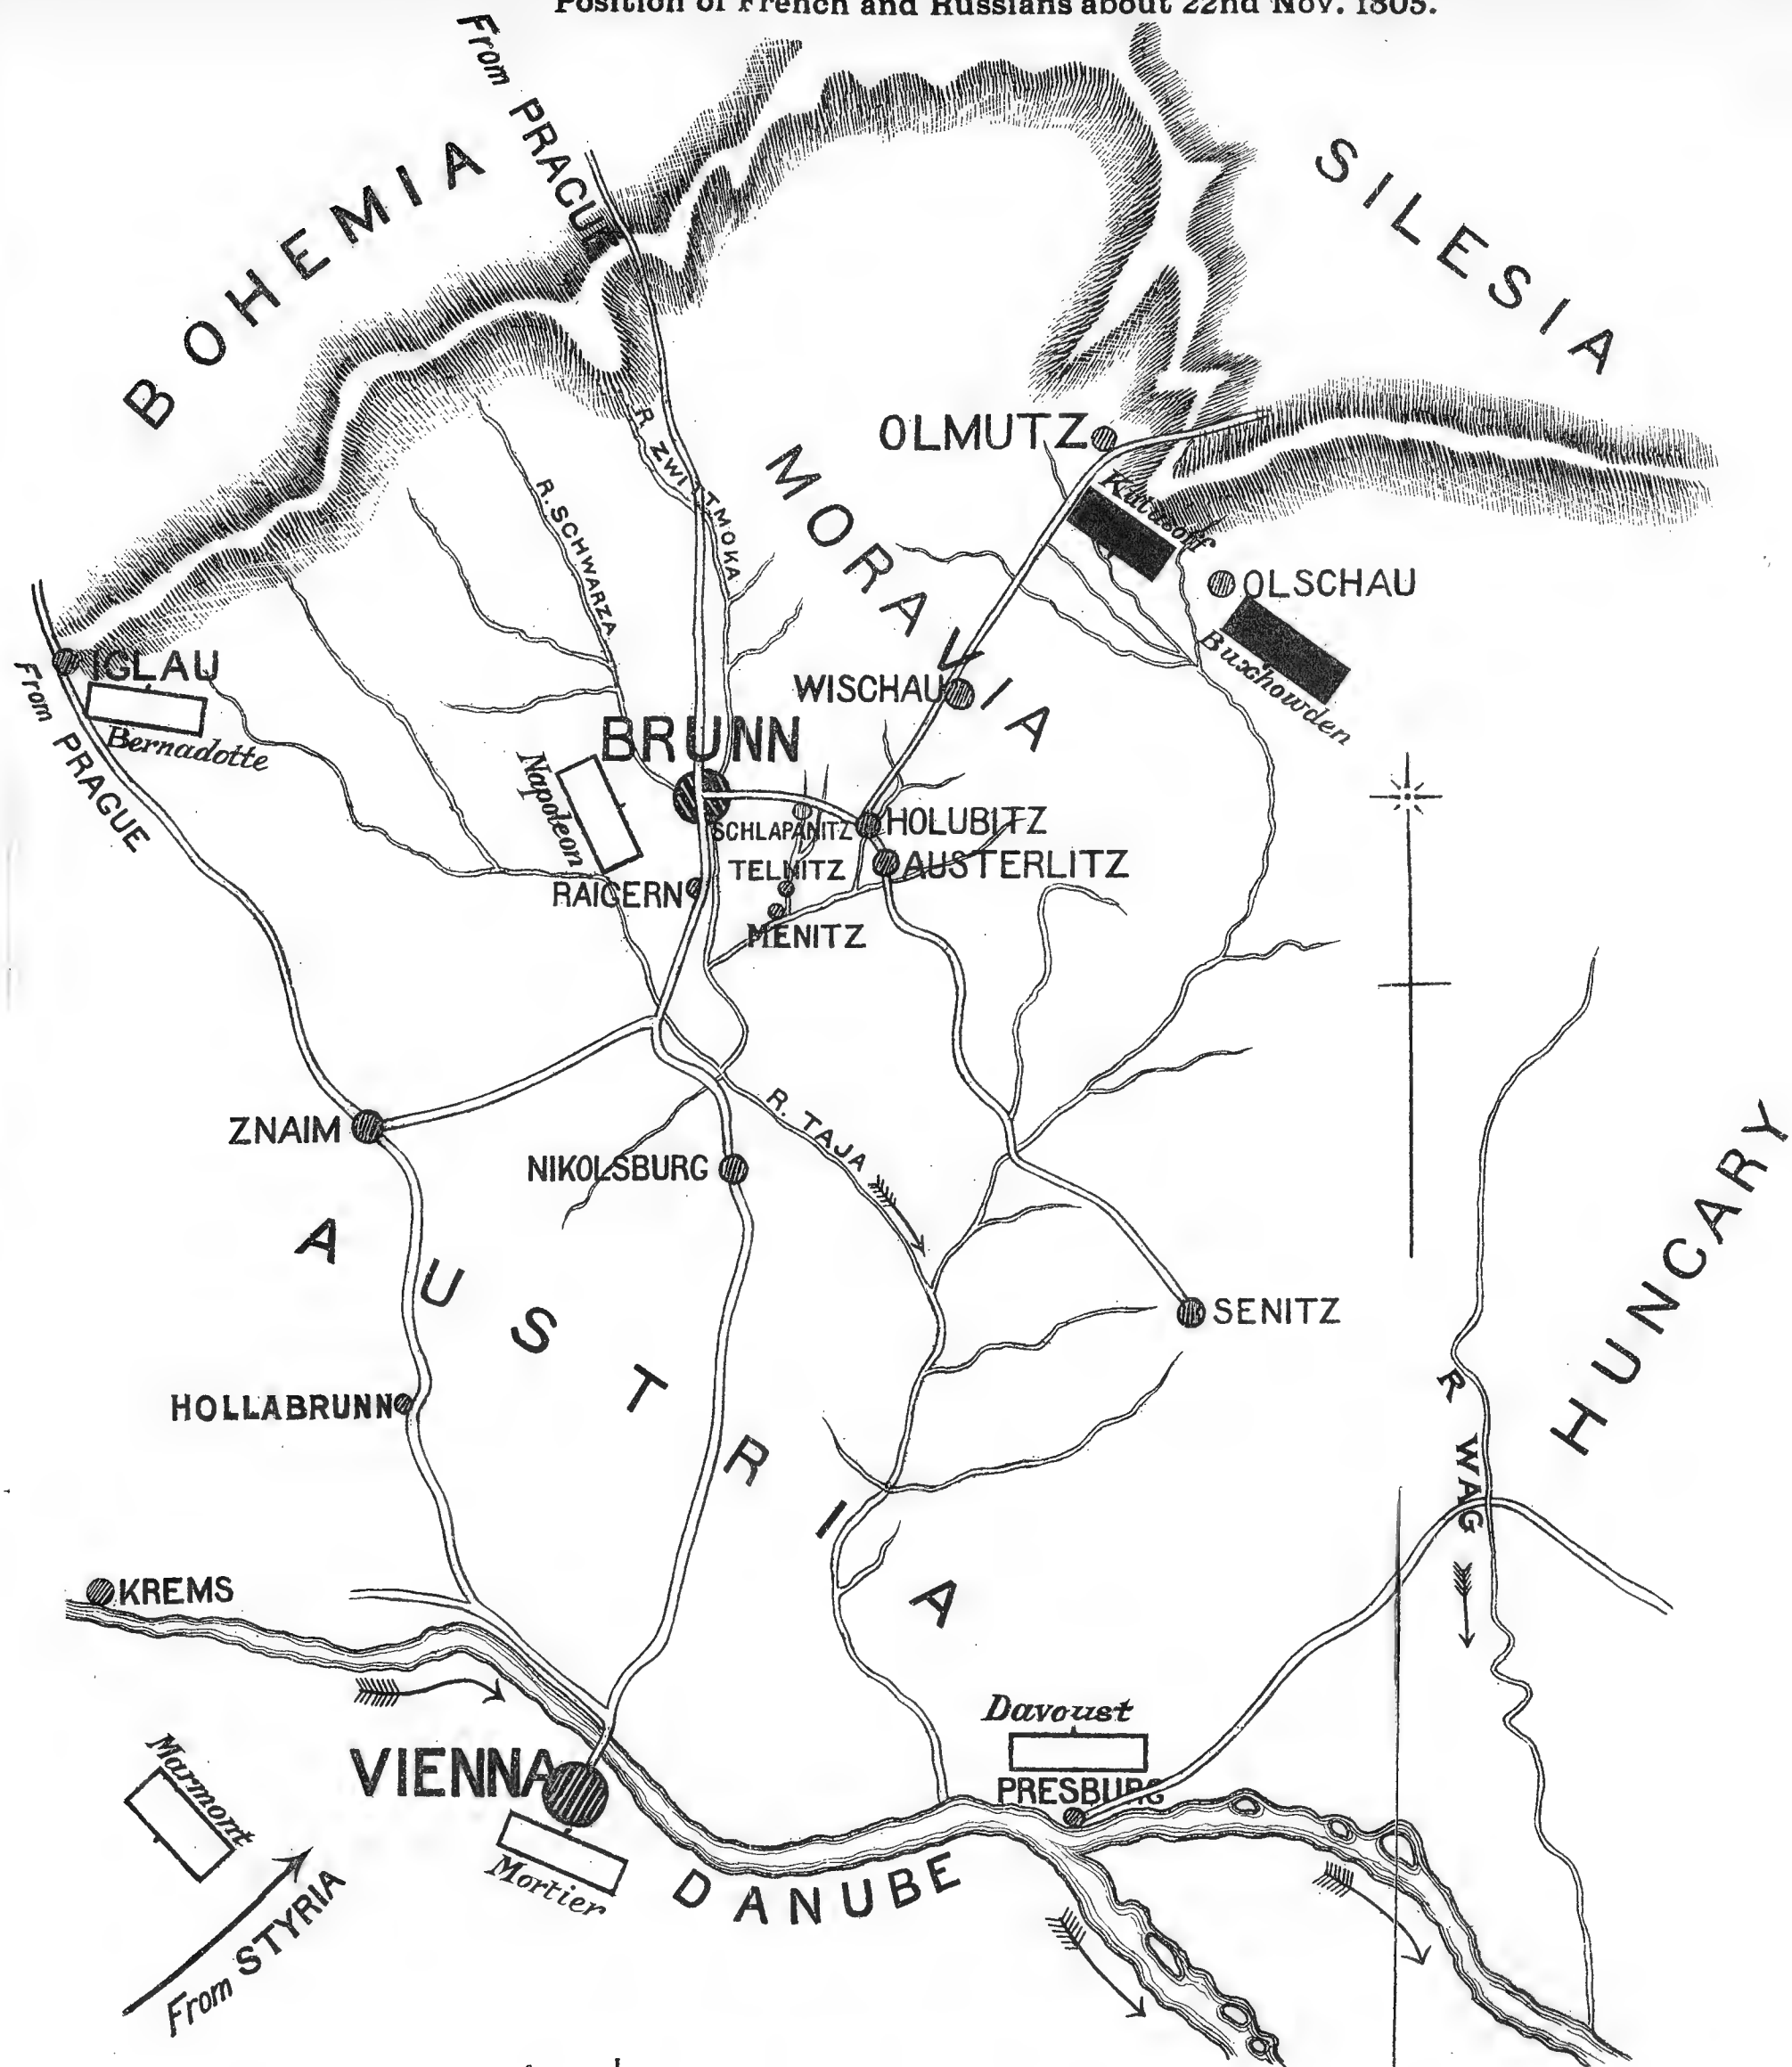 Position of French and Russians about 22nd Nov. 1805.
From PRAGUE
BOHEMIA
SILESIA
OLMUTZ
MORAVIA
R. ZWITTMOKA
R. SCHWARZA
Kutusoff
OLSCHAU
Buxhowden
IGLAU
Bernadotte
From PRAGUE
WISCHAU
BRUNN
Napoleon
SCHLAPANITZ
HOLUBITZ
TELNITZ
AUSTERLITZ
RAIGERN
MENITZ
ZNAIM
R. TAJA
NIKOLSBURG
AUSTRIA
HUNGARY
SENITZ
HOLLABRUNN
R WAG
KREMS
Davoust
PRESBURG
VIENNA
Marmont
Mortier
DANUBE
From STYRIA